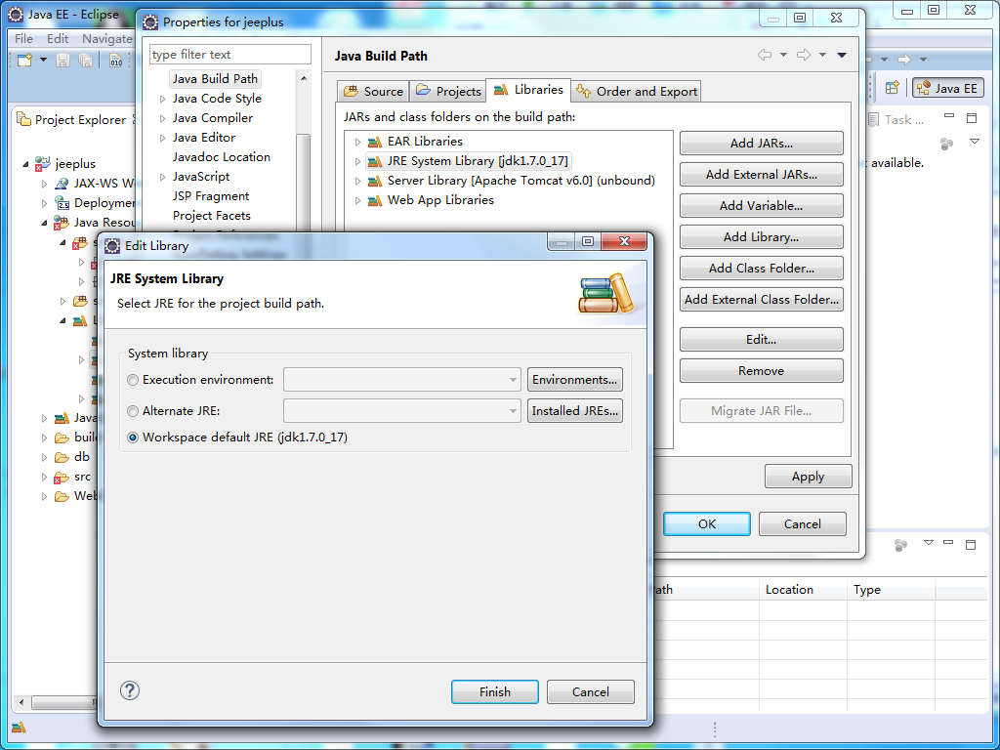 Java EE - Eclipse
File Edit Navigate
Project Explorer
jeeplus
JAX-WS W
Deploymen
Java Resou
s
s
L
Java
build
db
src
Web
Java EE
Task ...
t available.
ath Location Type
Properties for jeeplus
type filter text
Java Build Path
Java Code Style
Java Compiler
Java Editor
Javadoc Location
JavaScript
JSP Fragment
Project Facets
Java Build Path
Source Projects Libraries Order and Export
JARs and class folders on the build path:
EAR Libraries
JRE System Library [jdk1.7.0_17]
Server Library [Apache Tomcat v6.0] (unbound)
Web App Libraries
Add JARs...
Add External JARs...
Add Variable...
Add Library...
Add Class Folder...
Add External Class Folder...
Edit...
Remove
Migrate JAR File...
Apply
OK Cancel
Edit Library
JRE System Library
Select JRE for the project build path.
System library
Execution environment: Environments...
Alternate JRE: Installed JREs...
Workspace default JRE (jdk1.7.0_17)
? Finish Cancel